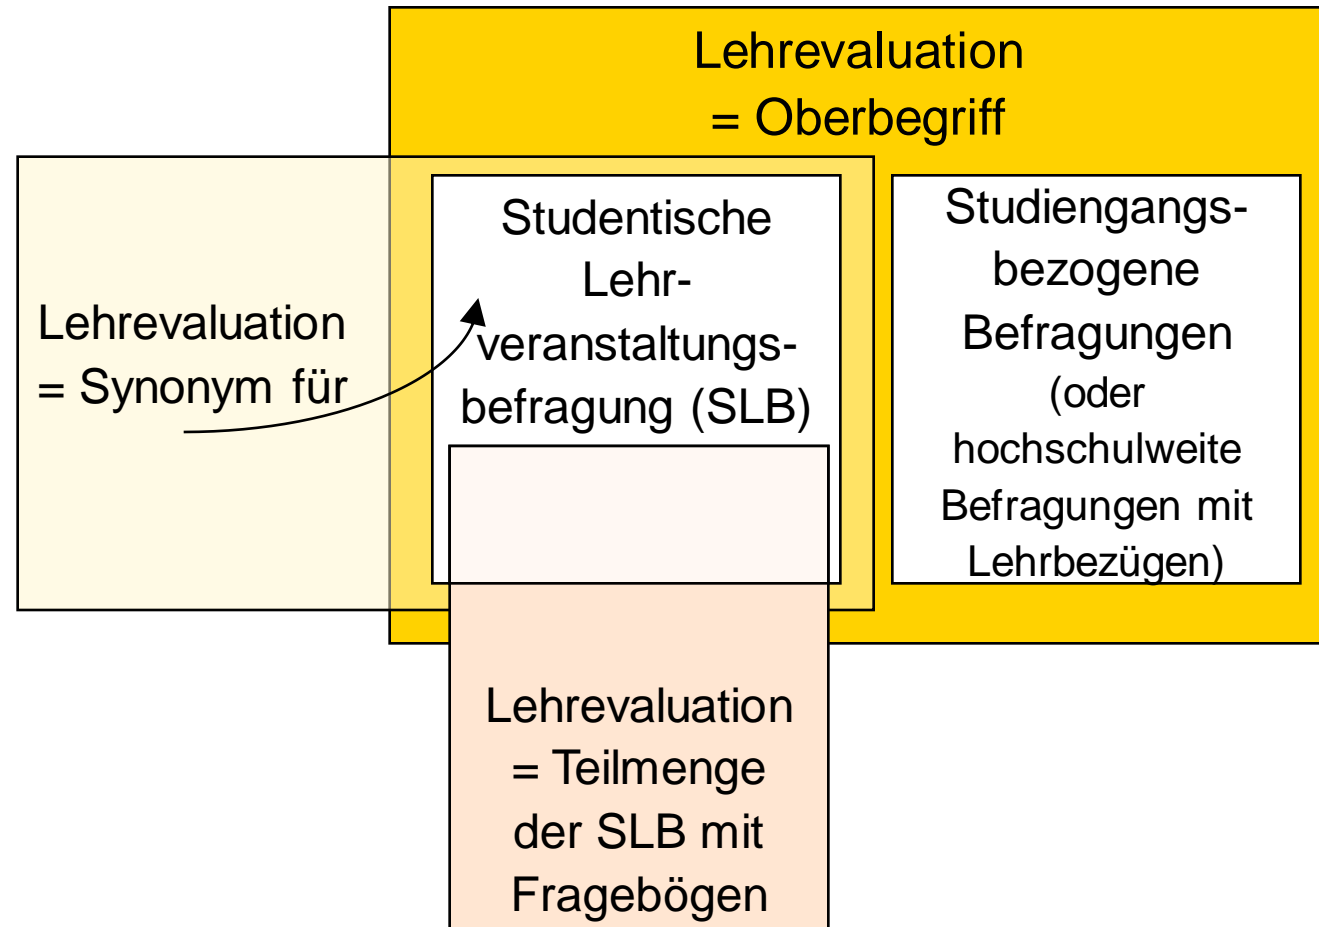 Lehrevaluation
= Oberbegriff
Lehrevaluation
= Synonym für
Studentische
Lehr-
veranstaltungs-
befragung (SLB)
Studiengangs-
bezogene
Befragungen
(oder
hochschulweite
Befragungen mit
Lehrbezügen)
Lehrevaluation
= Teilmenge
der SLB mit
Fragebögen